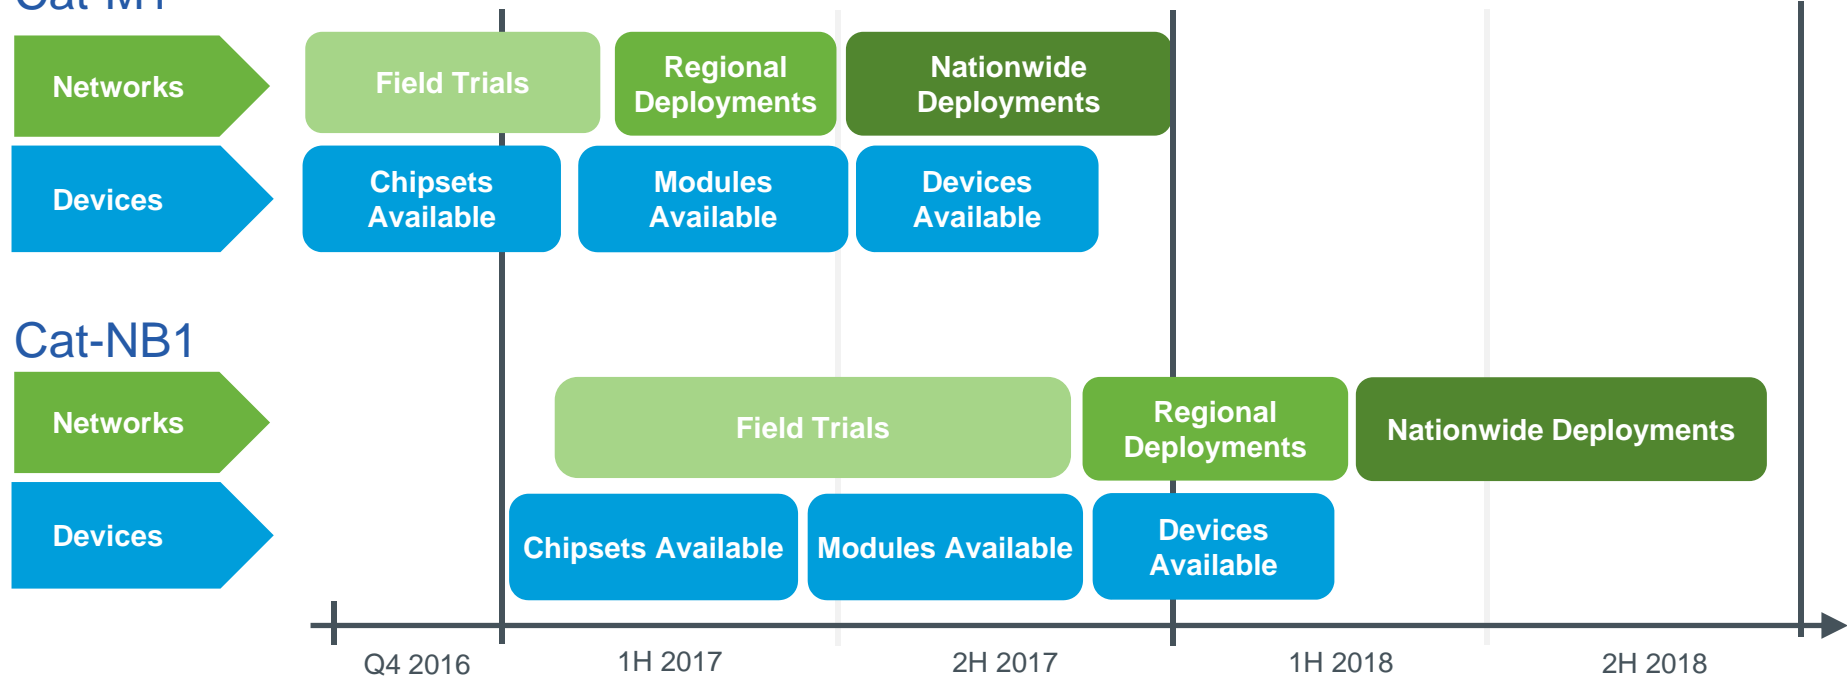 Cat-M1
Networks
Field Trials
Regional
Deployments
Nationwide
Deployments
Devices
Chipsets
Available
Modules
Available
Devices
Available
Cat-NB1
Networks
Field Trials
Regional
Deployments
Nationwide Deployments
Devices
Chipsets Available
Modules Available
Devices
Available
Q4 2016
1H 2017
2H 2017
1H 2018
2H 2018